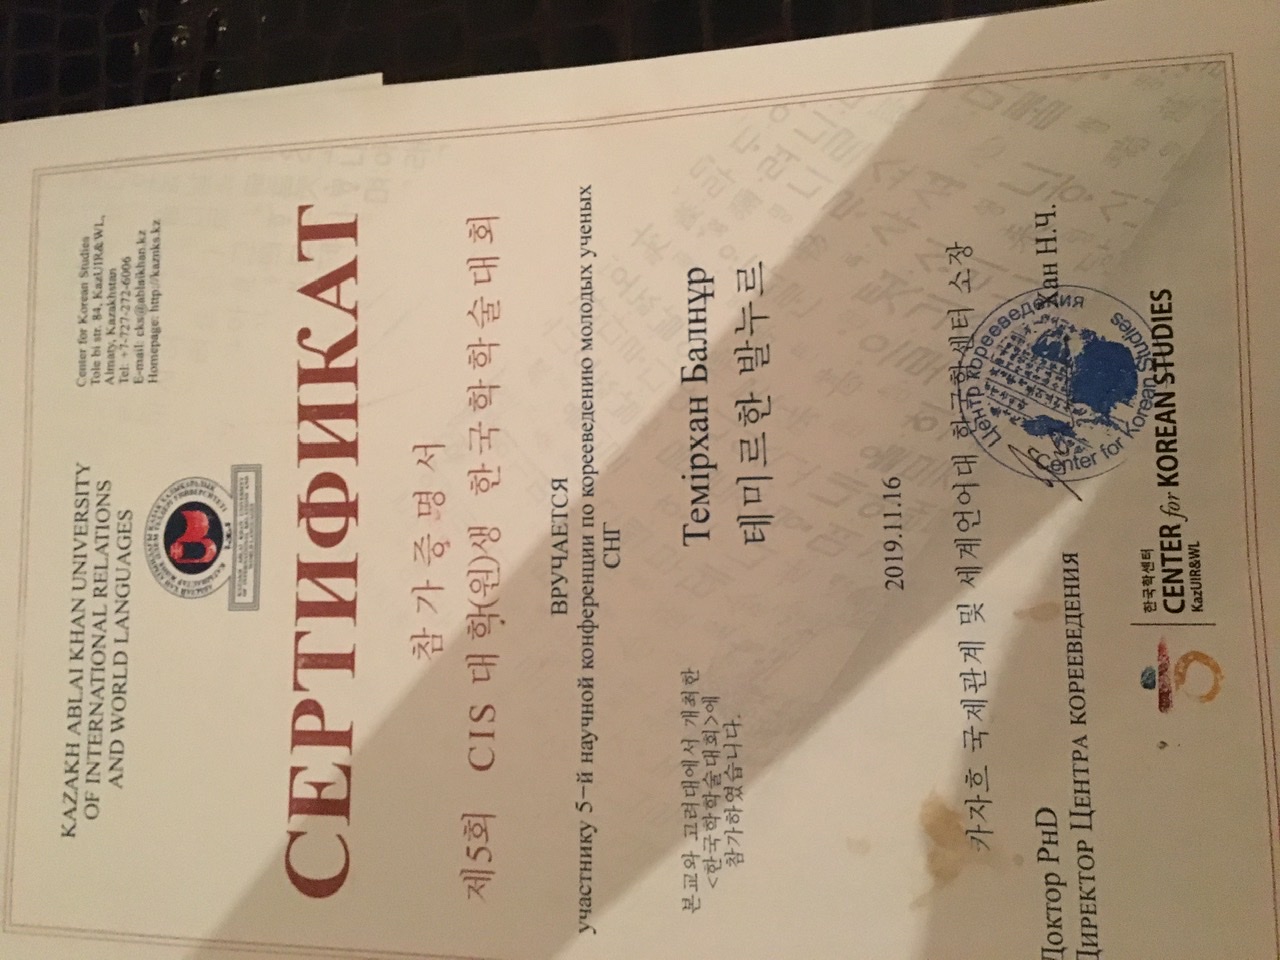 KAZAKH ABLAI KHAN UNIVERSITY
OF INTERNATIONAL RELATIONS
AND WORLD LANGUAGES
Center for Korean Studies
Tole bi str. 84, KazUIR&WL,
Almaty, Kazakhstan
Tel: +7-727-272-6006
E-mail: cks@ablaikhan.kz
Homepage: http://kazniks.kz
СЕРТИФИКАТ
참가증명서
제5회 CIS 대학(원)생 한국학학술대회
ВРУЧАЕТСЯ
участнику 5-й научной конференции по корееведению молодых ученых
СНГ
본교와 고려대에서 개최한
<한국학학술대회>에
참가하였습니다.
Темірхан Балнұр
테미르한 발누르
2019.11.16
카자흐 국제관계 및 세계언어대 한국학센터 소장
Доктор PhD
Директор Центра корееведения
Хан Н.Ч.
Центр корееведения
Center for Korean Studies
한국학센터
CENTER for KOREAN STUDIES
KazUIR&WL